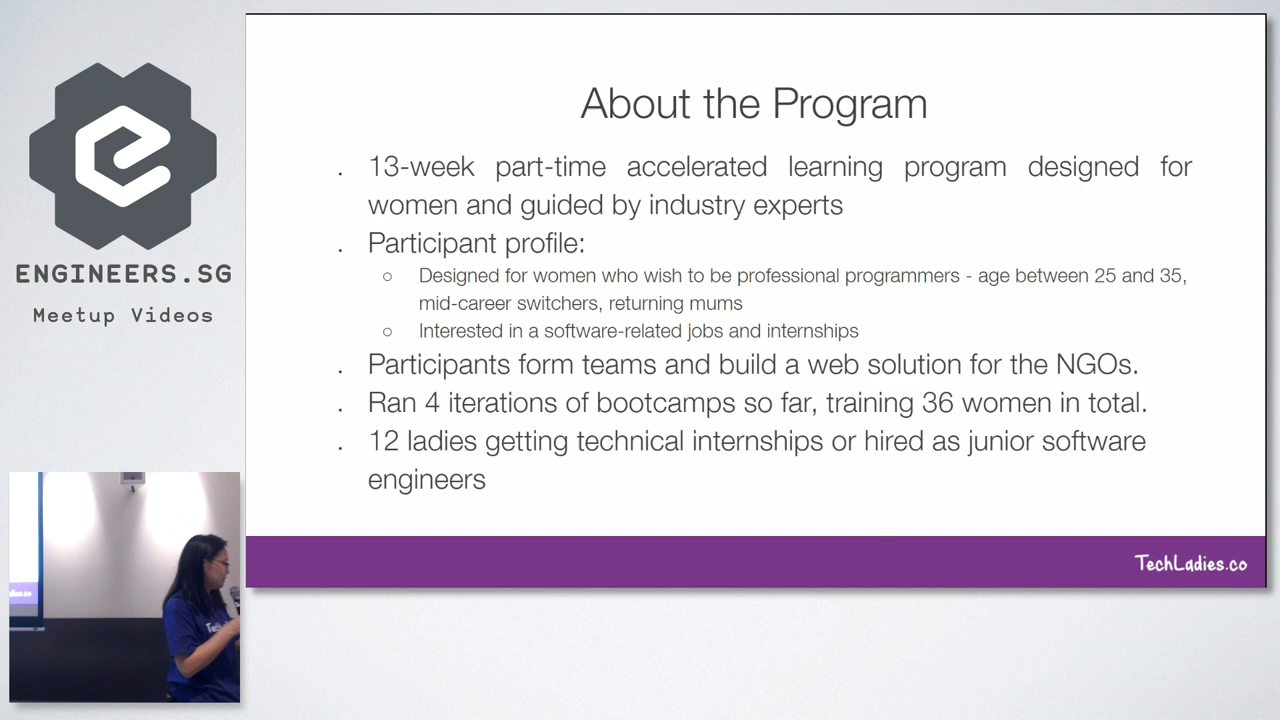 ENGINEERS.SG
Meetup Videos
About the Program
. 13-week part-time accelerated learning program designed for
women and guided by industry experts
. Participant profile:
○ Designed for women who wish to be professional programmers - age between 25 and 35,
mid-career switchers, returning mums
○ Interested in a software-related jobs and internships
. Participants form teams and build a web solution for the NGOs.
. Ran 4 iterations of bootcamps so far, training 36 women in total.
. 12 ladies getting technical internships or hired as junior software
engineers
TechLadies.co